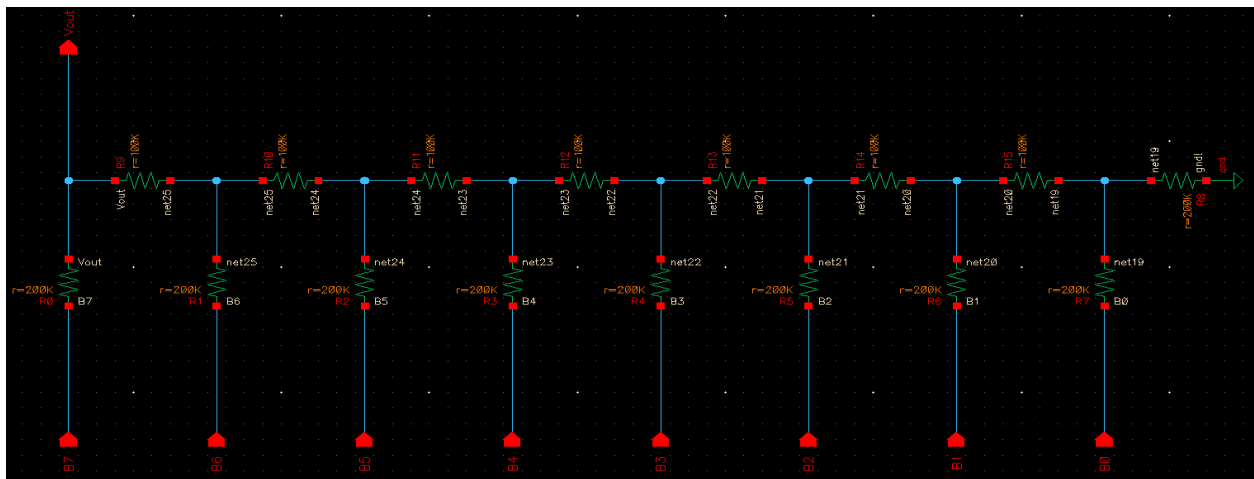 Vout
R9 r=100K R10 r=100K R11 r=100K R12 r=100K R13 r=100K R14 r=100K R15 r=100K net19 gnd! gnd
Vout net25 net25 net24 net24 net23 net23 net22 net22 net21 net21 net20 net20 net19 r=200K R8
Vout net25 net24 net23 net22 net21 net20 net19
r=200K r=200K r=200K r=200K r=200K r=200K r=200K r=200K
R0 B7 R1 B6 R2 B5 R3 B4 R4 B3 R5 B2 R6 B1 R7 B0
B7 B6 B5 B4 B3 B2 B1 B0